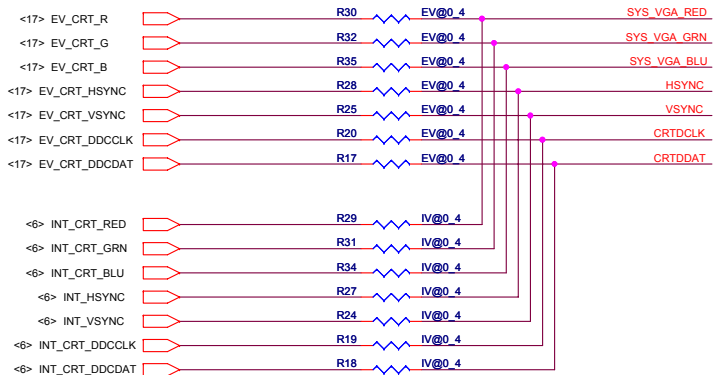 <17> EV_CRT_R R30 EV@0_4 SYS_VGA_RED
<17> EV_CRT_G R32 EV@0_4 SYS_VGA_GRN
<17> EV_CRT_B R35 EV@0_4 SYS_VGA_BLU
<17> EV_CRT_HSYNC R28 EV@0_4 HSYNC
<17> EV_CRT_VSYNC R25 EV@0_4 VSYNC
<17> EV_CRT_DDCCLK R20 EV@0_4 CRTDCLK
<17> EV_CRT_DDCDAT R17 EV@0_4 CRTDDAT
<6> INT_CRT_RED R29 IV@0_4
<6> INT_CRT_GRN R31 IV@0_4
<6> INT_CRT_BLU R34 IV@0_4
<6> INT_HSYNC R27 IV@0_4
<6> INT_VSYNC R24 IV@0_4
<6> INT_CRT_DDCCLK R19 IV@0_4
<6> INT_CRT_DDCDAT R18 IV@0_4